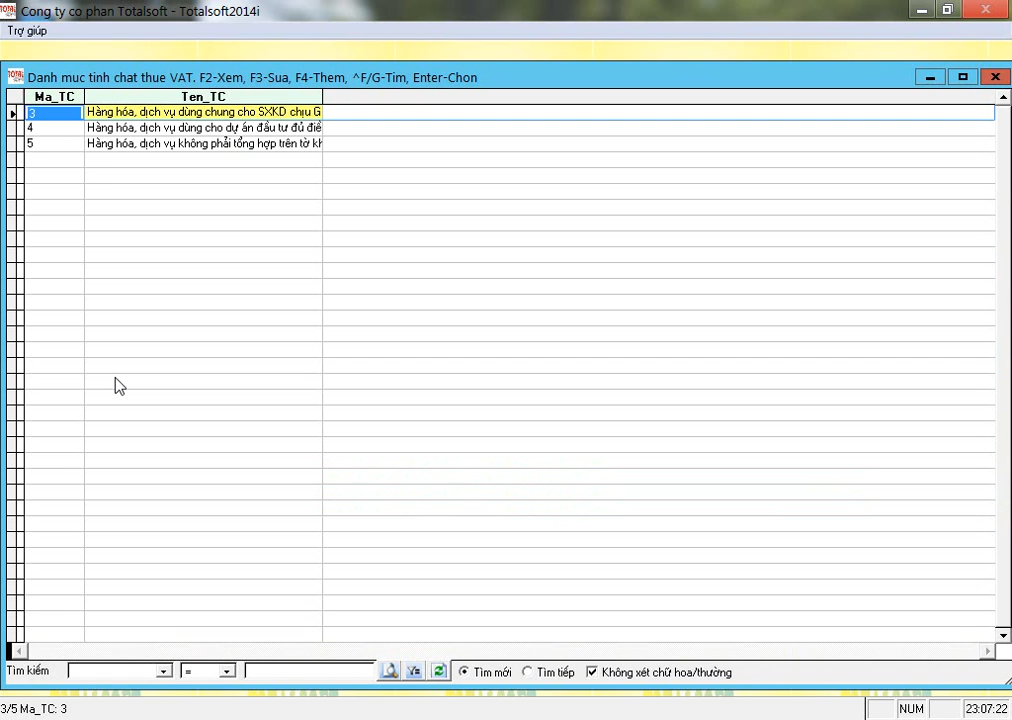 Cong ty co phan Totalsoft - Totalsoft2014i
Trợ giúp
Danh muc tinh chat thue VAT. F2-Xem, F3-Sua, F4-Them, ^F/G-Tim, Enter-Chon
Ma_TC Ten_TC
3 Hàng hóa, dịch vụ dùng chung cho SXKD chịu G
4 Hàng hóa, dịch vụ dùng cho dự án đầu tư đủ điề
5 Hàng hóa, dịch vụ không phải tổng hợp trên tờ kh
Tìm kiếm = Tìm mới Tìm tiếp Không xét chữ hoa/thường
3/5 Ma_TC: 3 NUM 23:07:22